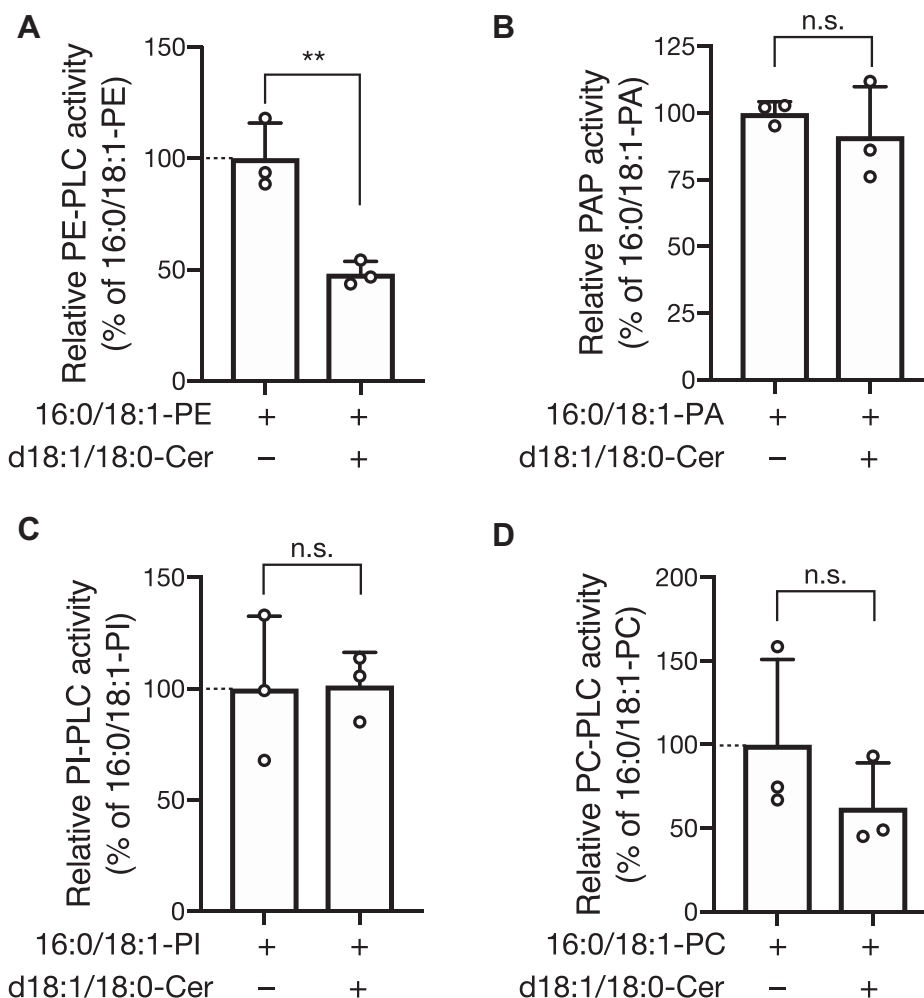 A
Relative PE-PLC activity
(% of 16:0/18:1-PE)
150
100
50
0
**
16:0/18:1-PE + +
d18:1/18:0-Cer − +
B
Relative PAP activity
(% of 16:0/18:1-PA)
125
100
75
50
25
0
n.s.
16:0/18:1-PA + +
d18:1/18:0-Cer − +
C
Relative PI-PLC activity
(% of 16:0/18:1-PI)
150
100
50
0
n.s.
16:0/18:1-PI + +
d18:1/18:0-Cer − +
D
Relative PC-PLC activity
(% of 16:0/18:1-PC)
200
150
100
50
0
n.s.
16:0/18:1-PC + +
d18:1/18:0-Cer − +